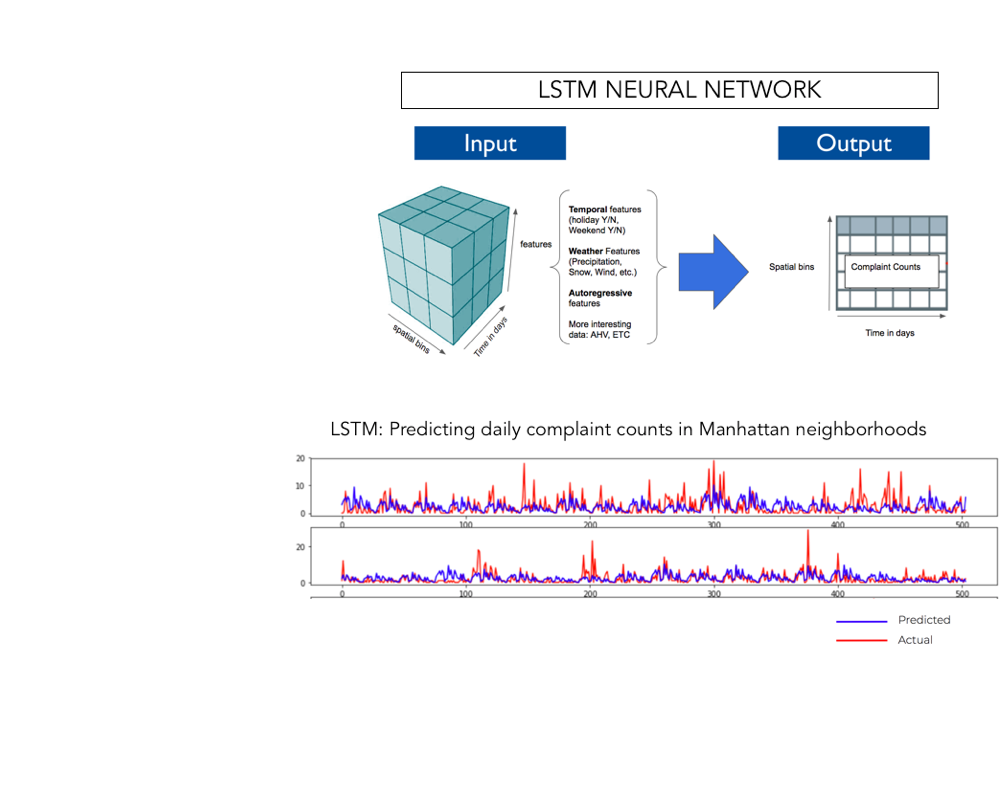 LSTM NEURAL NETWORK
Input
Output
Temporal features
(holiday Y/N,
Weekend Y/N)
Weather Features
(Precipitation,
Snow, Wind, etc.)
Autoregressive
features
More interesting
data: AHV, ETC
features
spatial bins
Time in days
Spatial bins
Complaint Counts
Time in days
LSTM: Predicting daily complaint counts in Manhattan neighborhoods
20
10
0
0 100 200 300 400 500
20
0
0 100 200 300 400 500
Predicted
Actual